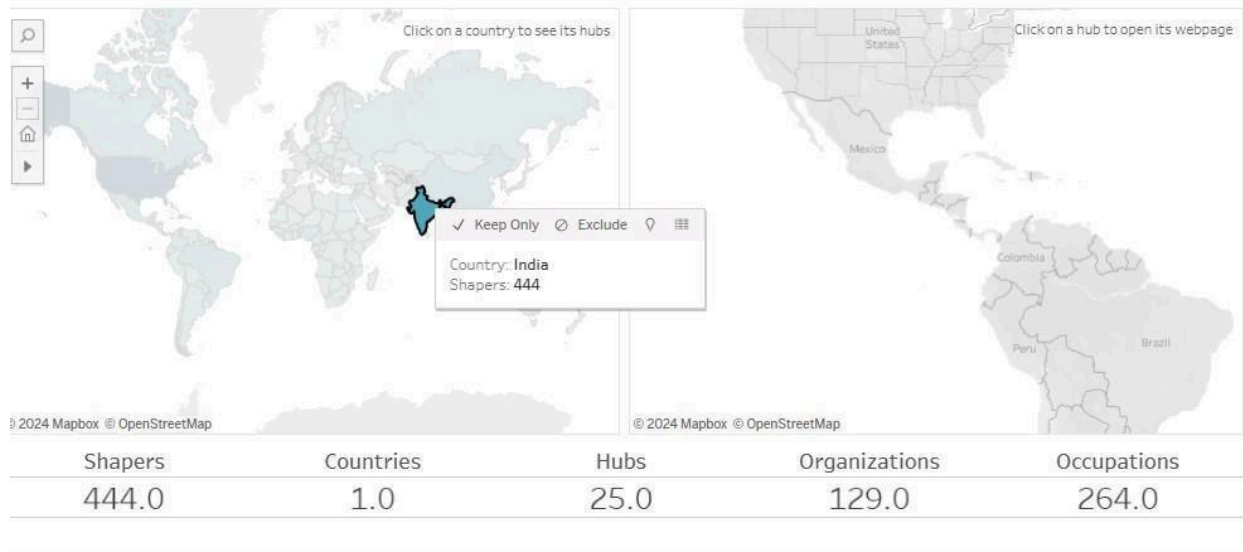 Click on a country to see its hubs
Keep Only Exclude
Country: India
Shapers: 444
© 2024 Mapbox © OpenStreetMap
Click on a hub to open its webpage
United
States
Mexico
Colombia
Peru
Brazil
© 2024 Mapbox © OpenStreetMap
Shapers Countries Hubs Organizations Occupations
444.0 1.0 25.0 129.0 264.0